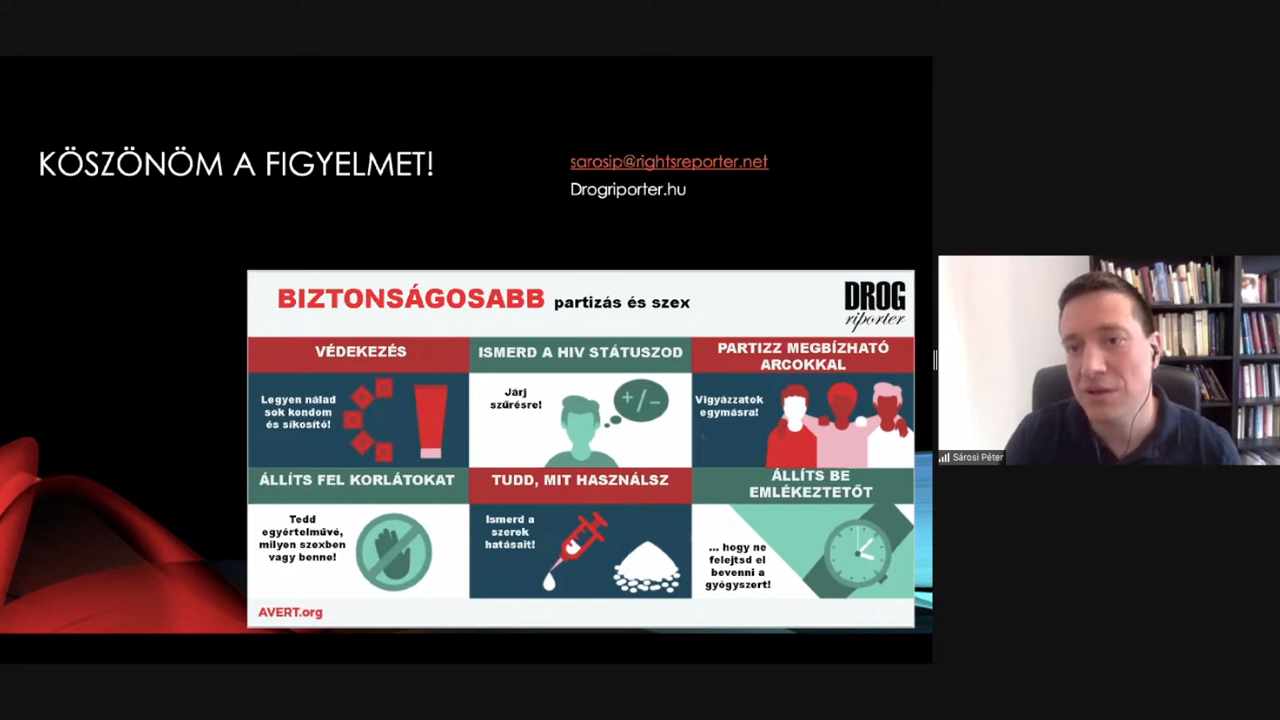 KÖSZÖNÖM A FIGYELMET!
sarosip@rightsreporter.net
Drogriporter.hu
BIZTONSÁGOSABB partizás és szex
DROG
riporter
VÉDEKEZÉS
Legyen nálad
sok kondom
és síkosító!
ISMERD A HIV STÁTUSZOD
Járj
szűrésre!
+/-
PARTIZZ MEGBÍZHATÓ
ARCOKKAL
Vigyázzatok
egymásra!
ÁLLÍTS FEL KORLÁTOKAT
Tedd
egyértelművé,
milyen szexben
vagy benne!
TUDD, MIT HASZNÁLSZ
Ismerd a
szerek
hatásait!
ÁLLÍTS BE
EMLÉKEZTETŐT
... hogy ne
felejtsd el
bevenni a
gyógyszert!
AVERT.org
Sárosi Péter